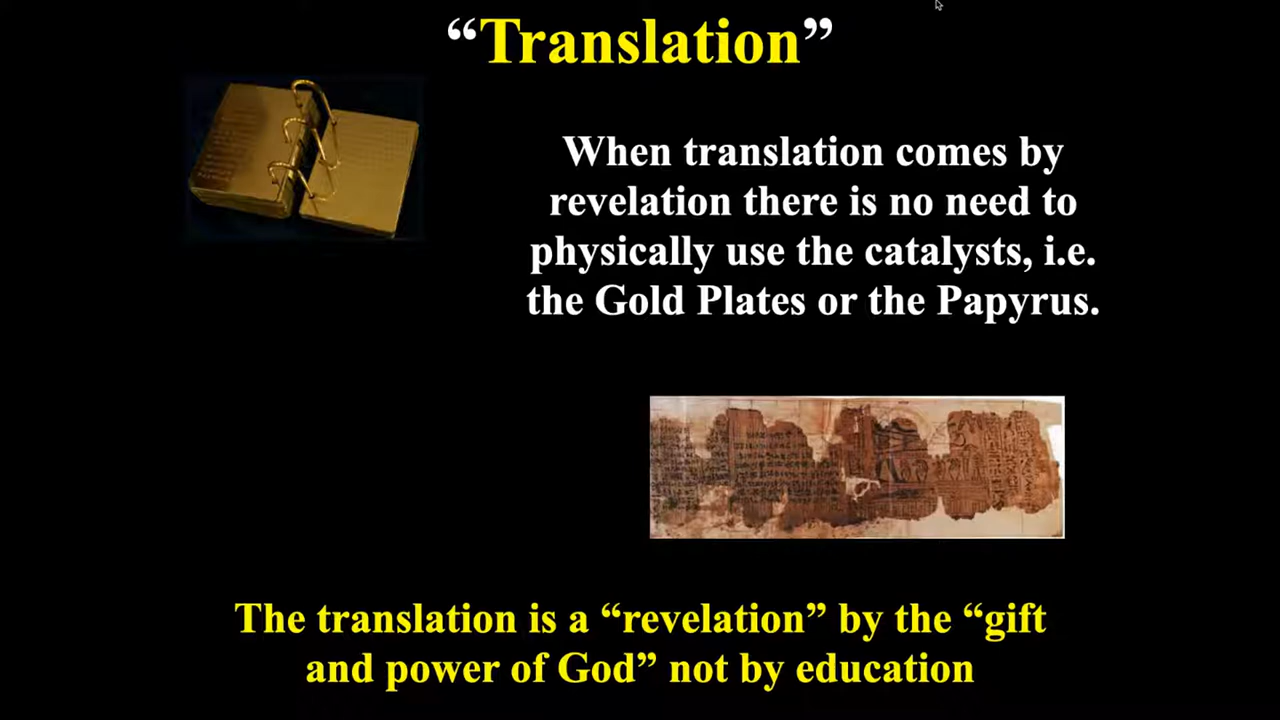 “Translation”
When translation comes by
revelation there is no need to
physically use the catalysts, i.e.
the Gold Plates or the Papyrus.
The translation is a “revelation” by the “gift
and power of God” not by education